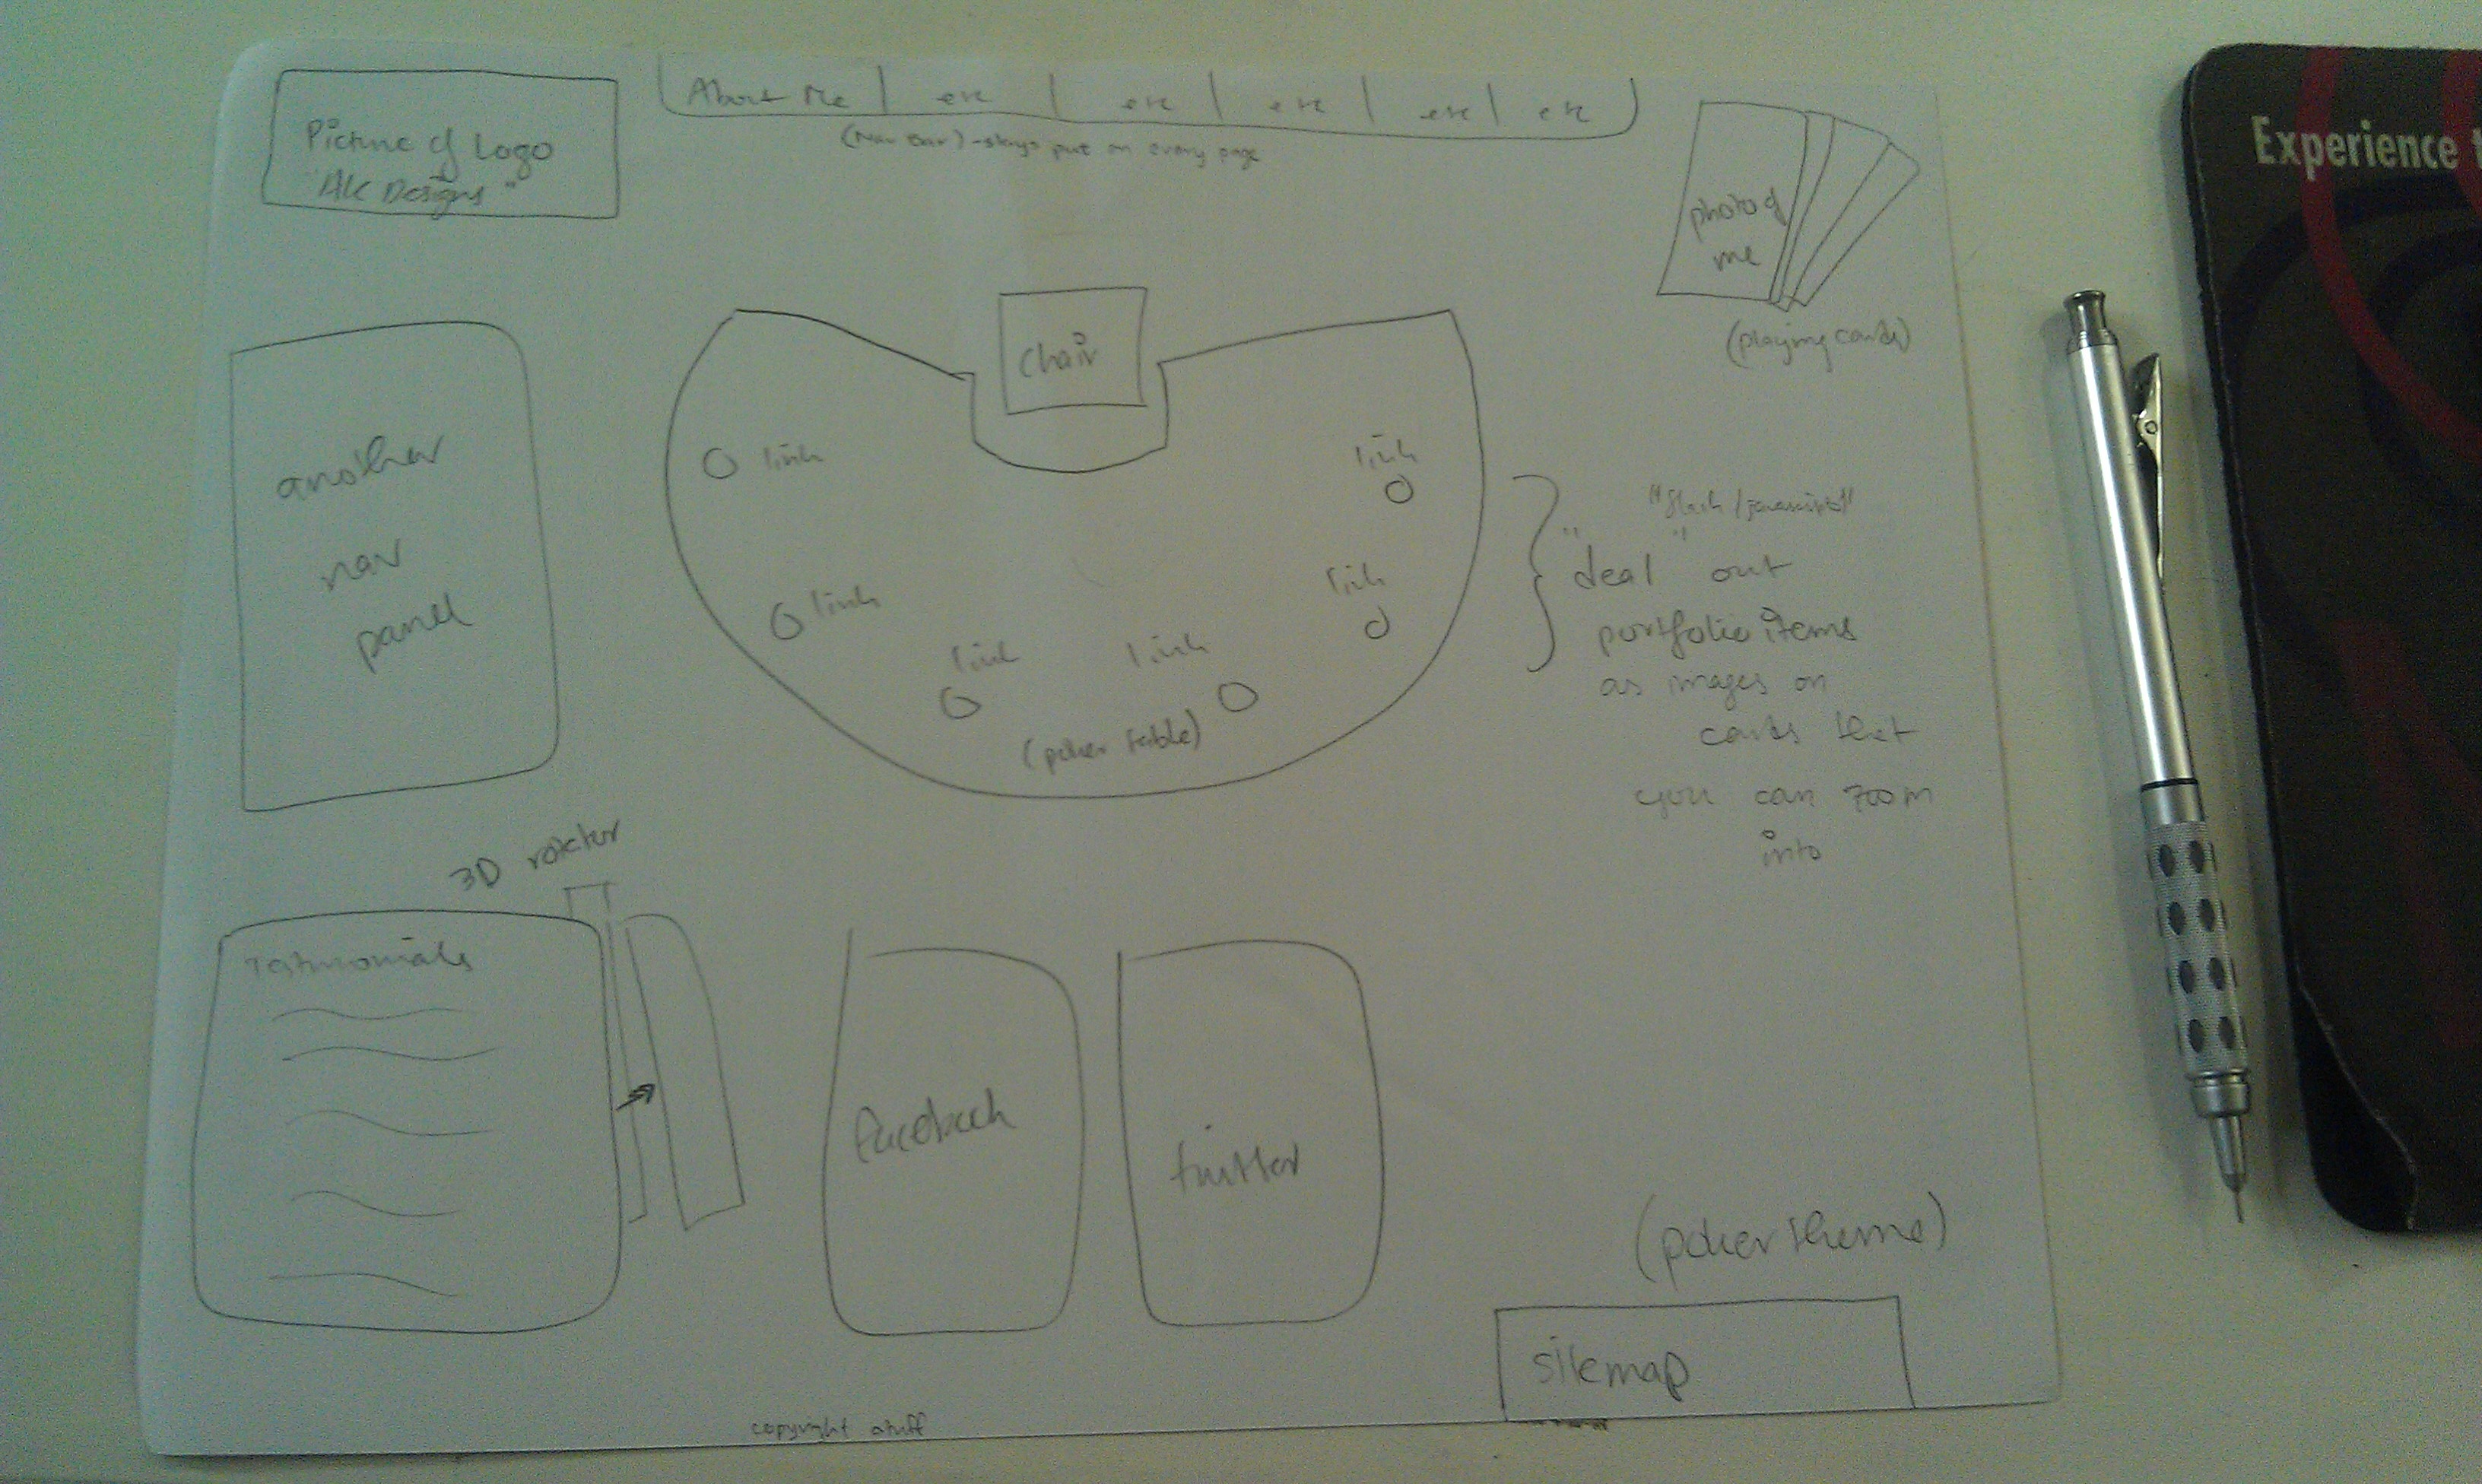 Picture of Logo
"AK Designs"
About Me | etc | etc | etc | etc | etc
(Nav Bar) - stays put on every page
photo of
me
(playing cards)
Experience
Chair
another
nav
panel
link
link
link
link
link
link
(poker table)
"flash / javascript"
"deal" out
portfolio items
as images on
cards that
you can zoom
into
3D rotator
Testimonials
facebook
twitter
(poker theme)
sitemap
copyright stuff